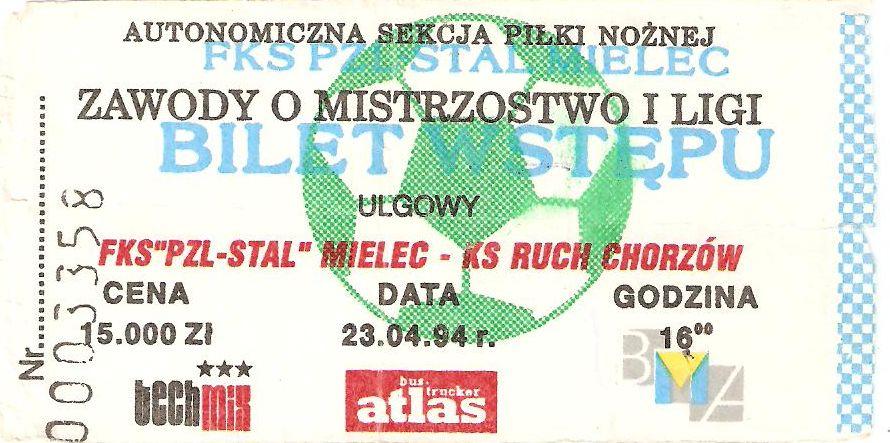 AUTONOMICZNA SEKCJA PIŁKI NOŻNEJ
FKS PZL STAL MIELEC
ZAWODY O MISTRZOSTWO I LIGI
BILET WSTĘPU
ULGOWY
FKS"PZL-STAL" MIELEC - KS RUCH CHORZÓW
CENA DATA GODZINA
15.000 Zł 23.04.94 r. 16⁰⁰
Nr 0003358
techmix
bus. trucker
atlas
BMA